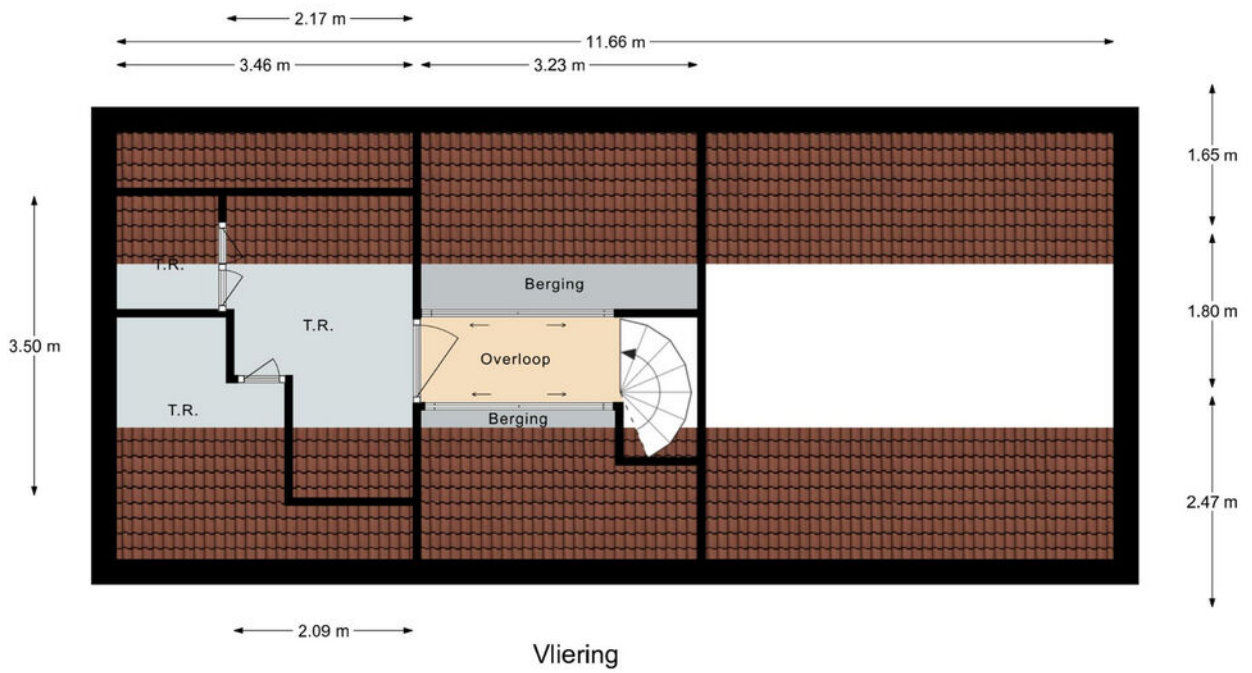 2.17 m
11.66 m
3.46 m
3.23 m
1.65 m
T.R.
Berging
T.R.
1.80 m
3.50 m
Overloop
T.R.
Berging
2.47 m
2.09 m
Vliering